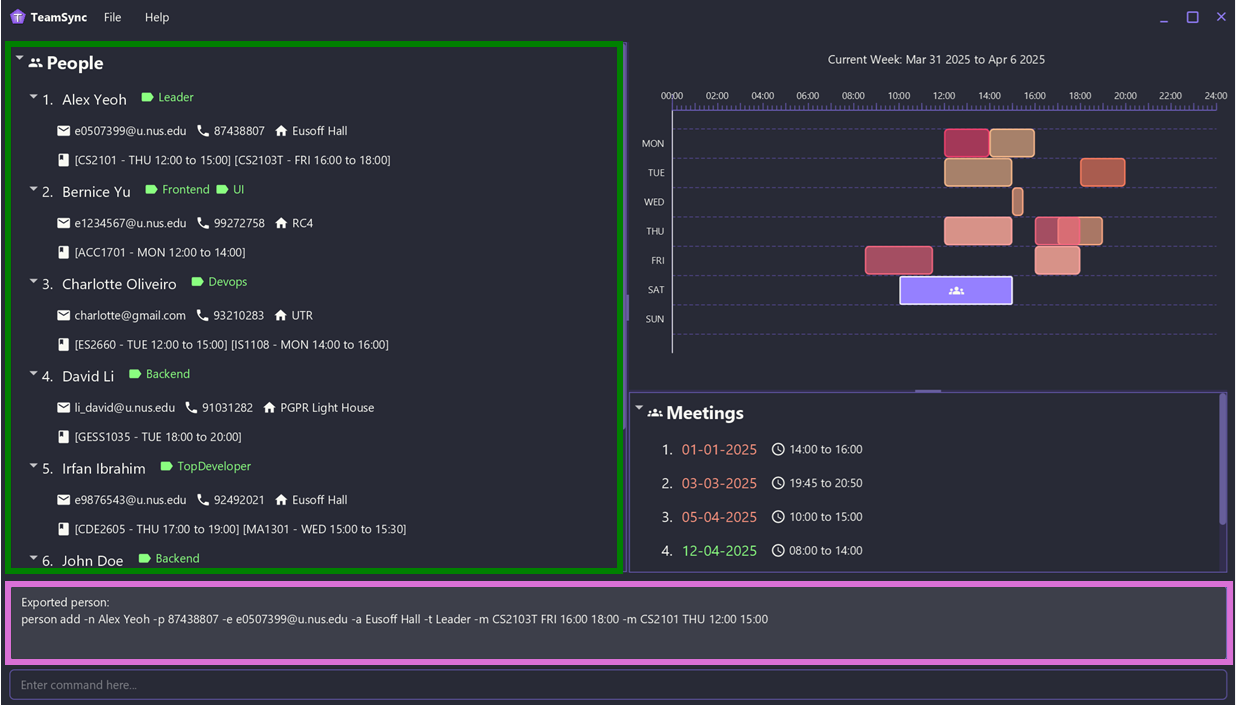 TeamSync File Help
People
1. Alex Yeoh Leader
e0507399@u.nus.edu 87438807 Eusoff Hall
[CS2101 - THU 12:00 to 15:00] [CS2103T - FRI 16:00 to 18:00]
2. Bernice Yu Frontend UI
e1234567@u.nus.edu 99272758 RC4
[ACC1701 - MON 12:00 to 14:00]
3. Charlotte Oliveiro Devops
charlotte@gmail.com 93210283 UTR
[ES2660 - TUE 12:00 to 15:00] [IS1108 - MON 14:00 to 16:00]
4. David Li Backend
li_david@u.nus.edu 91031282 PGPR Light House
[GESS1035 - TUE 18:00 to 20:00]
5. Irfan Ibrahim TopDeveloper
e9876543@u.nus.edu 92492021 Eusoff Hall
[CDE2605 - THU 17:00 to 19:00] [MA1301 - WED 15:00 to 15:30]
6. John Doe Backend
Current Week: Mar 31 2025 to Apr 6 2025
00:00 02:00 04:00 06:00 08:00 10:00 12:00 14:00 16:00 18:00 20:00 22:00 24:00
MON
TUE
WED
THU
FRI
SAT
SUN
Meetings
1. 01-01-2025 14:00 to 16:00
2. 03-03-2025 19:45 to 20:50
3. 05-04-2025 10:00 to 15:00
4. 12-04-2025 08:00 to 14:00
Exported person:
person add -n Alex Yeoh -p 87438807 -e e0507399@u.nus.edu -a Eusoff Hall -t Leader -m CS2103T FRI 16:00 18:00 -m CS2101 THU 12:00 15:00
Enter command here...